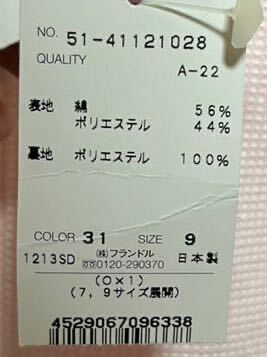 NO. 51-41121028
QUALITY
A-22
表地 綿 56%
ポリエステル 44%
裏地 ポリエステル 100%
COLOR 31 SIZE 9
1213SD ㈱フランドル 0120-290370 日本製
(0×1)
(7,9サイズ展開)
4529067096338